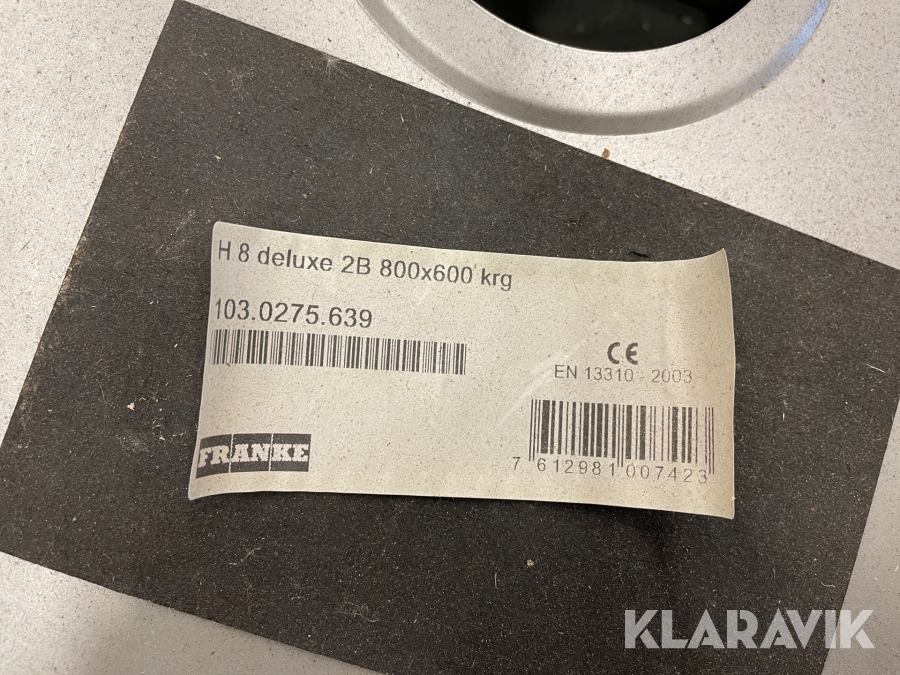 H 8 deluxe 2B 800x600 krg
103.0275.639
CE
EN 13310 - 2003
FRANKE
7 612981 007423
KLARAVIK